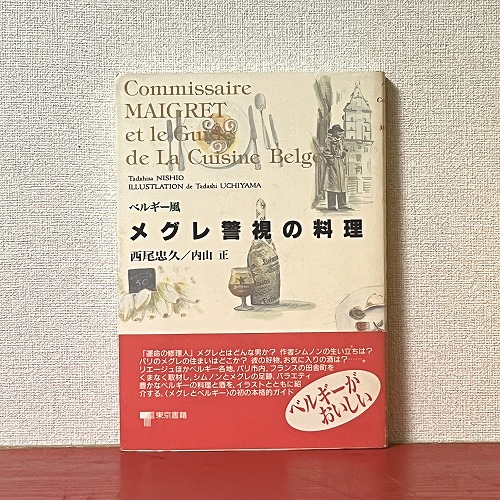 Commissaire
MAIGRET
et le Guide
de La Cuisine Belge
Tadahisa NISHIO
ILLUSTLATION de Tadashi UCHIYAMA
ベルギー風
メグレ警視の料理
西尾忠久／内山 正
50
「運命の修理人」メグレとはどんな男か？ 作者シムノンの生い立ちは？
パリのメグレの住まいはどこか？ 彼の好物、お気に入りの酒は？……
リエージュほかベルギー各地、パリ市内、フランスの田舎町を
くまなく取材し、シムノンとメグレの足跡、バラエティ
豊かなベルギーの料理と酒を、イラストとともに紹
介する、〈メグレとベルギー〉の初の本格的ガイド
ベルギーが
おいしい
東京書籍